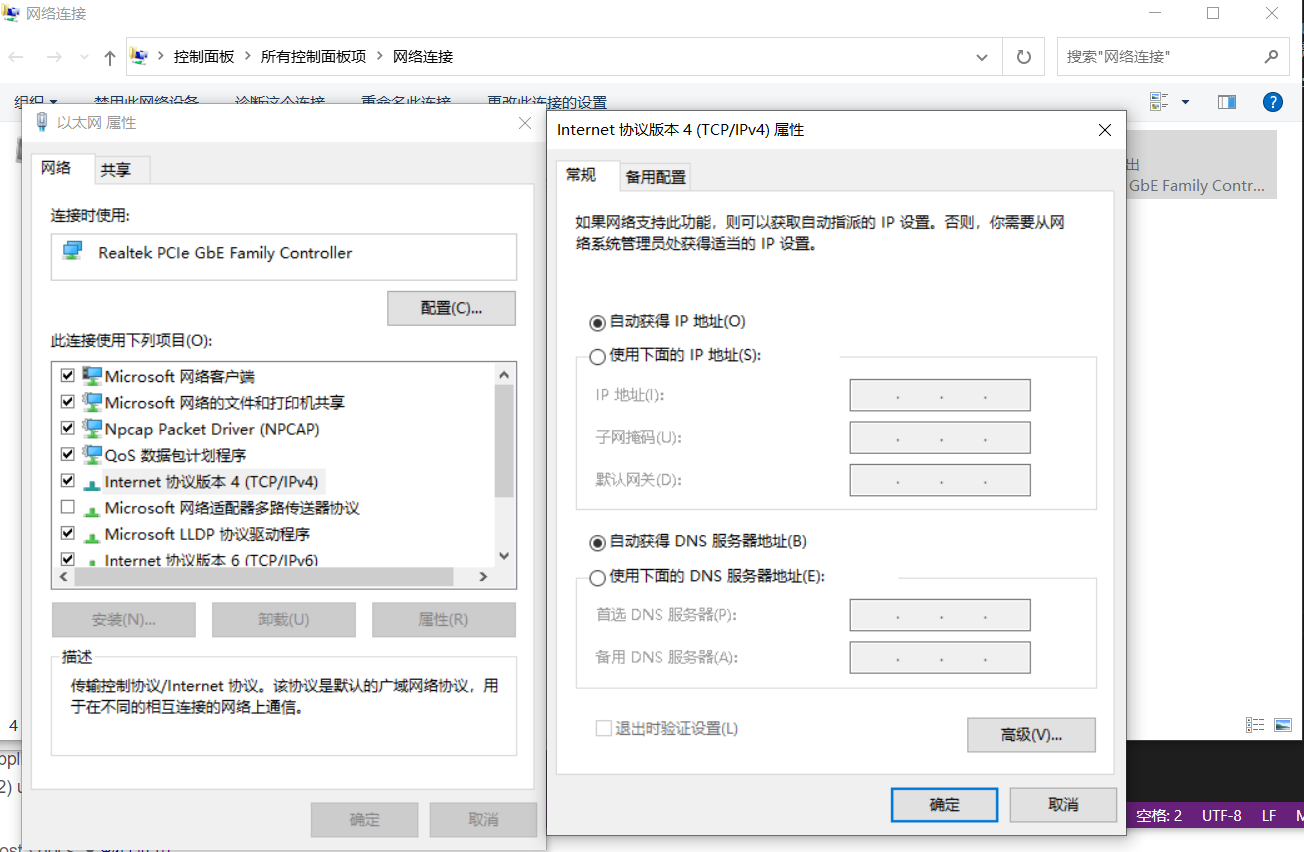 网络连接
控制面板 > 所有控制面板项 > 网络连接
搜索"网络连接"
组织 禁用此网络设备 诊断这个连接 重命名此连接 更改此连接的设置
以太网 属性
网络 共享
连接时使用:
Realtek PCIe GbE Family Controller
配置(C)...
此连接使用下列项目(O):
Microsoft 网络客户端
Microsoft 网络的文件和打印机共享
Npcap Packet Driver (NPCAP)
QoS 数据包计划程序
Internet 协议版本 4 (TCP/IPv4)
Microsoft 网络适配器多路传送器协议
Microsoft LLDP 协议驱动程序
Internet 协议版本 6 (TCP/IPv6)
安装(N)... 卸载(U) 属性(R)
描述
传输控制协议/Internet 协议。该协议是默认的广域网络协议，用
于在不同的相互连接的网络上通信。
确定 取消
Internet 协议版本 4 (TCP/IPv4) 属性
常规 备用配置
如果网络支持此功能，则可以获取自动指派的 IP 设置。否则，你需要从网
络系统管理员处获得适当的 IP 设置。
自动获得 IP 地址(O)
使用下面的 IP 地址(S):
IP 地址(I):
子网掩码(U):
默认网关(D):
自动获得 DNS 服务器地址(B)
使用下面的 DNS 服务器地址(E):
首选 DNS 服务器(P):
备用 DNS 服务器(A):
退出时验证设置(L)
高级(V)...
确定 取消
出
GbE Family Contr...
4
空格: 2 UTF-8 LF